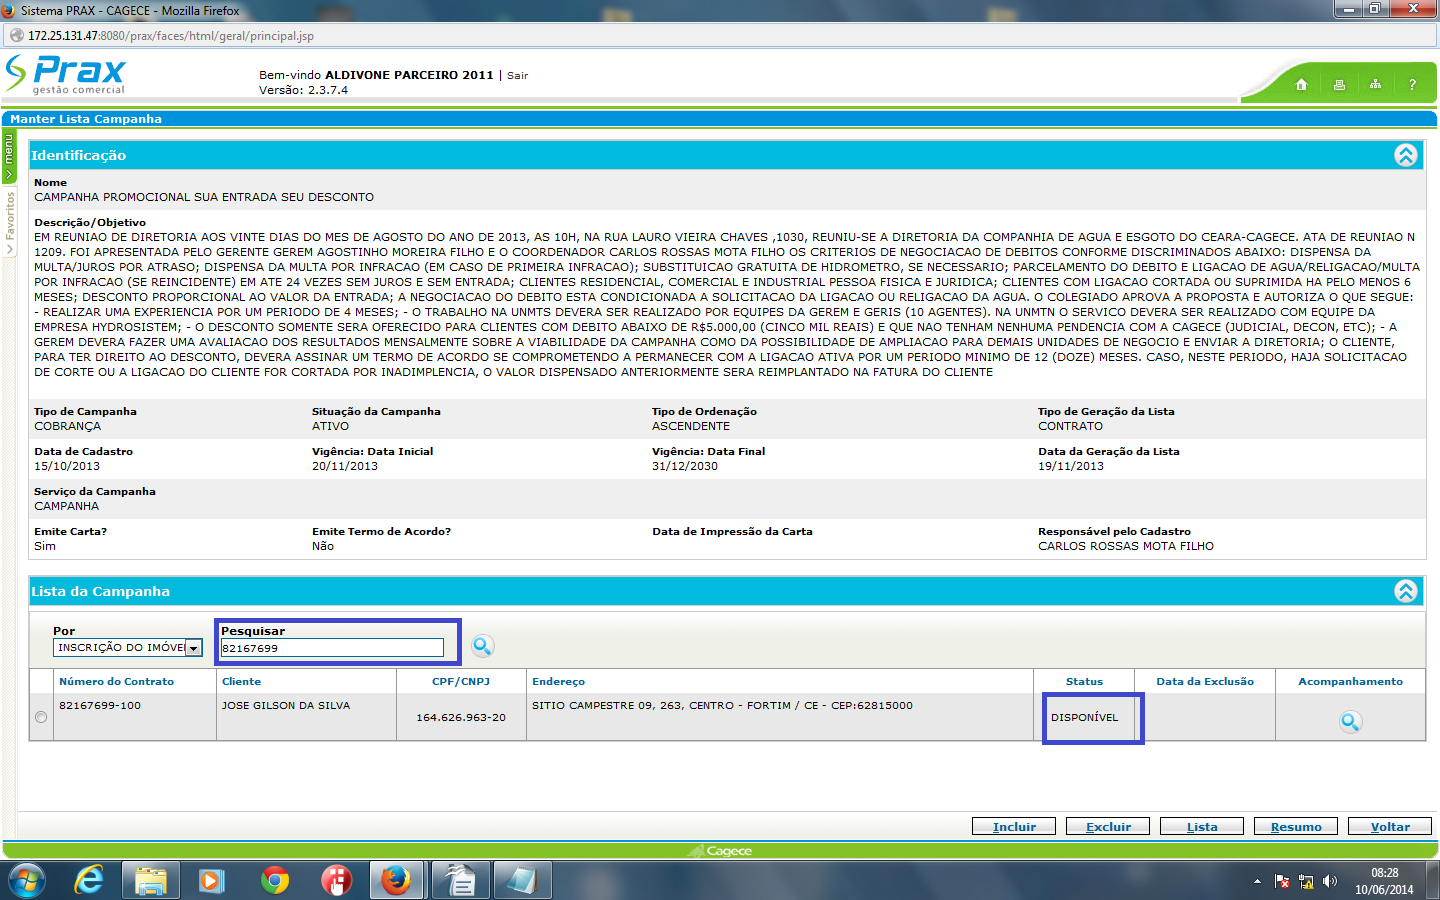 Sistema PRAX - CAGECE - Mozilla Firefox
172.25.131.47:8080/prax/faces/html/geral/principal.jsp
Prax
gestão comercial
Bem-vindo ALDIVONE PARCEIRO 2011 | Sair
Versão: 2.3.7.4
?
Manter Lista Campanha
menu
Favoritos
Identificação
Nome
CAMPANHA PROMOCIONAL SUA ENTRADA SEU DESCONTO
Descrição/Objetivo
EM REUNIAO DE DIRETORIA AOS VINTE DIAS DO MES DE AGOSTO DO ANO DE 2013, AS 10H, NA RUA LAURO VIEIRA CHAVES ,1030, REUNIU-SE A DIRETORIA DA COMPANHIA DE AGUA E ESGOTO DO CEARA-CAGECE. ATA DE REUNIAO N
1209. FOI APRESENTADA PELO GERENTE GEREM AGOSTINHO MOREIRA FILHO E O COORDENADOR CARLOS ROSSAS MOTA FILHO OS CRITERIOS DE NEGOCIACAO DE DEBITOS CONFORME DISCRIMINADOS ABAIXO: DISPENSA DA
MULTA/JUROS POR ATRASO; DISPENSA DA MULTA POR INFRACAO (EM CASO DE PRIMEIRA INFRACAO); SUBSTITUICAO GRATUITA DE HIDROMETRO, SE NECESSARIO; PARCELAMENTO DO DEBITO E LIGACAO DE AGUA/RELIGACAO/MULTA
POR INFRACAO (SE REINCIDENTE) EM ATE 24 VEZES SEM JUROS E SEM ENTRADA; CLIENTES RESIDENCIAL, COMERCIAL E INDUSTRIAL PESSOA FISICA E JURIDICA; CLIENTES COM LIGACAO CORTADA OU SUPRIMIDA HA PELO MENOS 6
MESES; DESCONTO PROPORCIONAL AO VALOR DA ENTRADA; A NEGOCIACAO DO DEBITO ESTA CONDICIONADA A SOLICITACAO DA LIGACAO OU RELIGACAO DA AGUA. O COLEGIADO APROVA A PROPOSTA E AUTORIZA O QUE SEGUE:
- REALIZAR UMA EXPERIENCIA POR UM PERIODO DE 4 MESES; - O TRABALHO NA UNMTS DEVERA SER REALIZADO POR EQUIPES DA GEREM E GERIS (10 AGENTES). NA UNMTN O SERVICO DEVERA SER REALIZADO COM EQUIPE DA
EMPRESA HYDROSISTEM; - O DESCONTO SOMENTE SERA OFERECIDO PARA CLIENTES COM DEBITO ABAIXO DE R$5.000,00 (CINCO MIL REAIS) E QUE NAO TENHAM NENHUMA PENDENCIA COM A CAGECE (JUDICIAL, DECON, ETC); - A
GEREM DEVERA FAZER UMA AVALIACAO DOS RESULTADOS MENSALMENTE SOBRE A VIABILIDADE DA CAMPANHA COMO DA POSSIBILIDADE DE AMPLIACAO PARA DEMAIS UNIDADES DE NEGOCIO E ENVIAR A DIRETORIA; O CLIENTE,
PARA TER DIREITO AO DESCONTO, DEVERA ASSINAR UM TERMO DE ACORDO SE COMPROMETENDO A PERMANECER COM A LIGACAO ATIVA POR UM PERIODO MINIMO DE 12 (DOZE) MESES. CASO, NESTE PERIODO, HAJA SOLICITACAO
DE CORTE OU A LIGACAO DO CLIENTE FOR CORTADA POR INADIMPLENCIA, O VALOR DISPENSADO ANTERIORMENTE SERA REIMPLANTADO NA FATURA DO CLIENTE
Tipo de Campanha Situação da Campanha Tipo de Ordenação Tipo de Geração da Lista
COBRANÇA ATIVO ASCENDENTE CONTRATO
Data de Cadastro Vigência: Data Inicial Vigência: Data Final Data da Geração da Lista
15/10/2013 20/11/2013 31/12/2030 19/11/2013
Serviço da Campanha
CAMPANHA
Emite Carta? Emite Termo de Acordo? Data de Impressão da Carta Responsável pelo Cadastro
Sim Não CARLOS ROSSAS MOTA FILHO
Lista da Campanha
Por Pesquisar
INSCRIÇÃO DO IMÓVEL 82167699
Número do Contrato Cliente CPF/CNPJ Endereço Status Data da Exclusão Acompanhamento
82167699-100 JOSE GILSON DA SILVA 164.626.963-20 SITIO CAMPESTRE 09, 263, CENTRO - FORTIM / CE - CEP:62815000 DISPONÍVEL
Incluir Excluir Lista Resumo Voltar
Cagece
08:28
10/06/2014